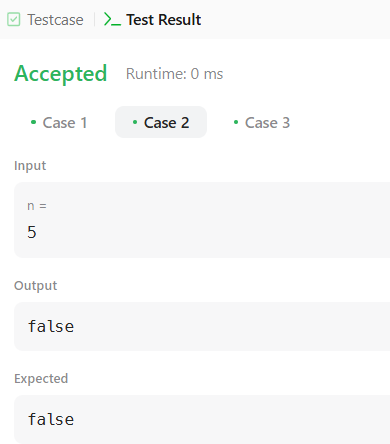 Testcase
Test Result
Accepted Runtime: 0 ms
Case 1 Case 2 Case 3
Input
n =
5
Output
false
Expected
false